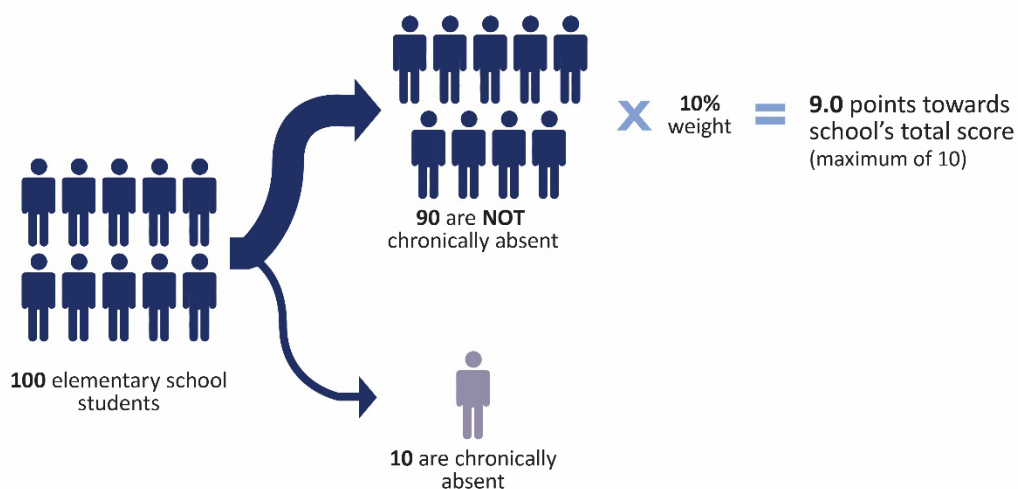 100 elementary school
students
90 are NOT
chronically absent
X
10%
weight
=
9.0 points towards
school's total score
(maximum of 10)
10 are chronically
absent